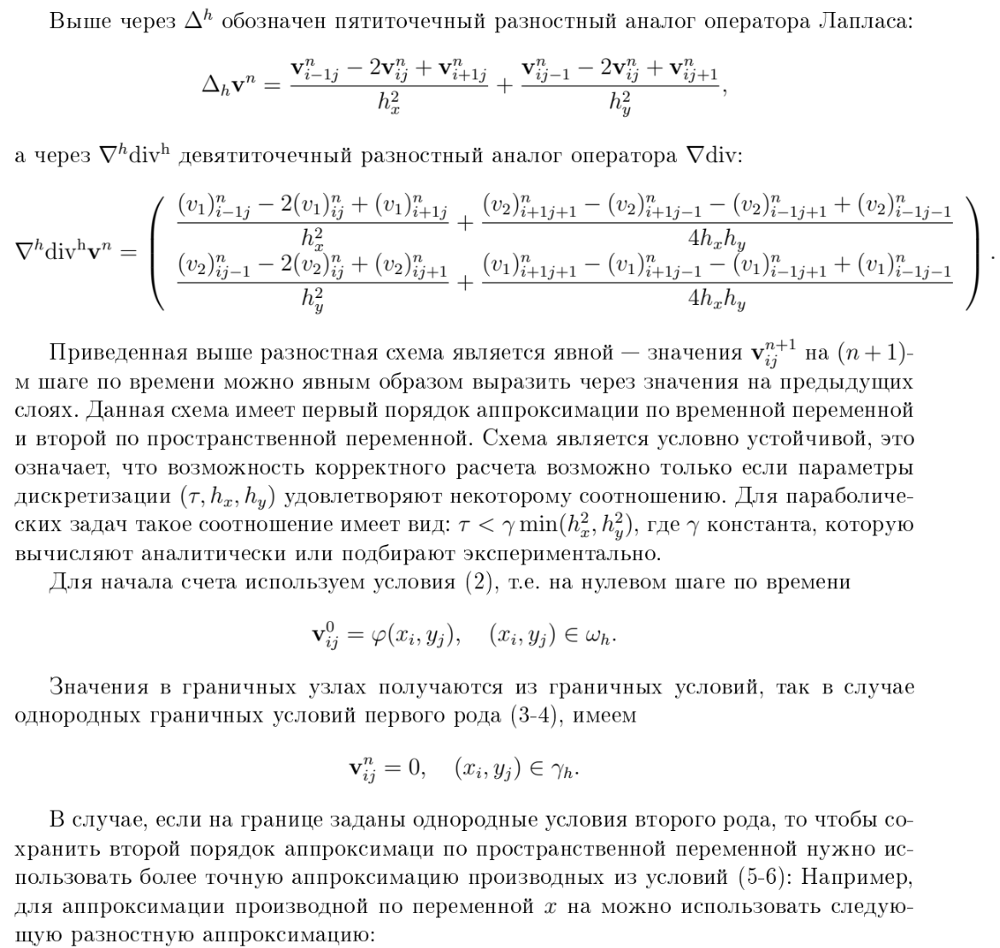 Выше через $\Delta^h$ обозначен пятиточечный разностный аналог оператора Лапласа:
$$\Delta_h \mathbf{v}^n = \frac{\mathbf{v}^n_{i-1j} - 2\mathbf{v}^n_{ij} + \mathbf{v}^n_{i+1j}}{h_x^2} + \frac{\mathbf{v}^n_{ij-1} - 2\mathbf{v}^n_{ij} + \mathbf{v}^n_{ij+1}}{h_y^2},$$
а через $\nabla^h \mathrm{div}^{\mathrm{h}}$ девятиточечный разностный аналог оператора $\nabla \mathrm{div}$:
$$\nabla^h \mathrm{div}^{\mathrm{h}} \mathbf{v}^n = \left( \begin{array}{c} \dfrac{(v_1)^n_{i-1j} - 2(v_1)^n_{ij} + (v_1)^n_{i+1j}}{h_x^2} + \dfrac{(v_2)^n_{i+1j+1} - (v_2)^n_{i+1j-1} - (v_2)^n_{i-1j+1} + (v_2)^n_{i-1j-1}}{4h_xh_y} \\ \dfrac{(v_2)^n_{ij-1} - 2(v_2)^n_{ij} + (v_2)^n_{ij+1}}{h_y^2} + \dfrac{(v_1)^n_{i+1j+1} - (v_1)^n_{i+1j-1} - (v_1)^n_{i-1j+1} + (v_1)^n_{i-1j-1}}{4h_xh_y} \end{array} \right).$$
Приведенная выше разностная схема является явной — значения $\mathbf{v}^{n+1}_{ij}$ на $(n+1)$-
м шаге по времени можно явным образом выразить через значения на предыдущих
слоях. Данная схема имеет первый порядок аппроксимации по временной переменной
и второй по пространственной переменной. Схема является условно устойчивой, это
означает, что возможность корректного расчета возможно только если параметры
дискретизации $(\tau, h_x, h_y)$ удовлетворяют некоторому соотношению. Для параболиче-
ских задач такое соотношение имеет вид: $\tau < \gamma \min(h_x^2, h_y^2)$, где $\gamma$ константа, которую
вычисляют аналитически или подбирают экспериментально.
Для начала счета используем условия (2), т.е. на нулевом шаге по времени
$$\mathbf{v}^0_{ij} = \varphi(x_i, y_j), \quad (x_i, y_j) \in \omega_h.$$
Значения в граничных узлах получаются из граничных условий, так в случае
однородных граничных условий первого рода (3-4), имеем
$$\mathbf{v}^n_{ij} = 0, \quad (x_i, y_j) \in \gamma_h.$$
В случае, если на границе заданы однородные условия второго рода, то чтобы со-
хранить второй порядок аппроксимаци по пространственной переменной нужно ис-
пользовать более точную аппроксимацию производных из условий (5-6): Например,
для аппроксимации производной по переменной $x$ на можно использовать следую-
щую разностную аппроксимацию: